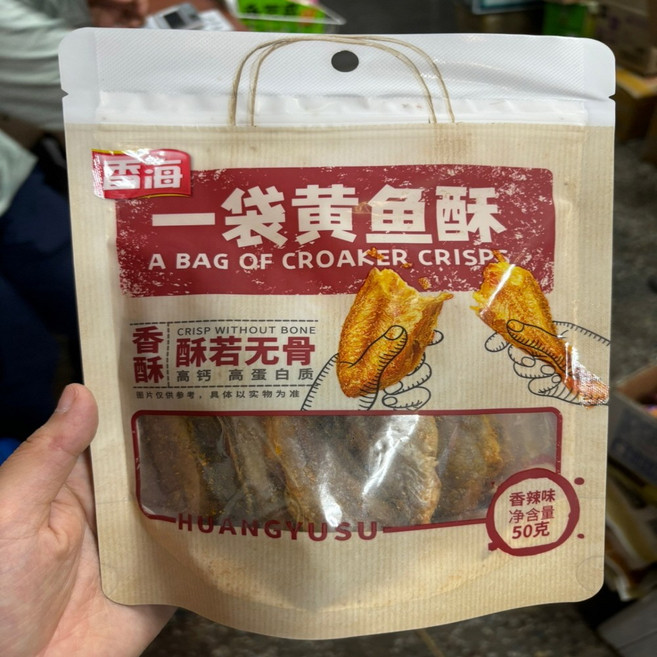 香海
一袋黄鱼酥
A BAG OF CROAKER CRISPS
香酥
CRISP WITHOUT BONE
酥若无骨
高钙 高蛋白质
图片仅供参考，具体以实物为准
香辣味
净含量
50克
HUANGYUSU